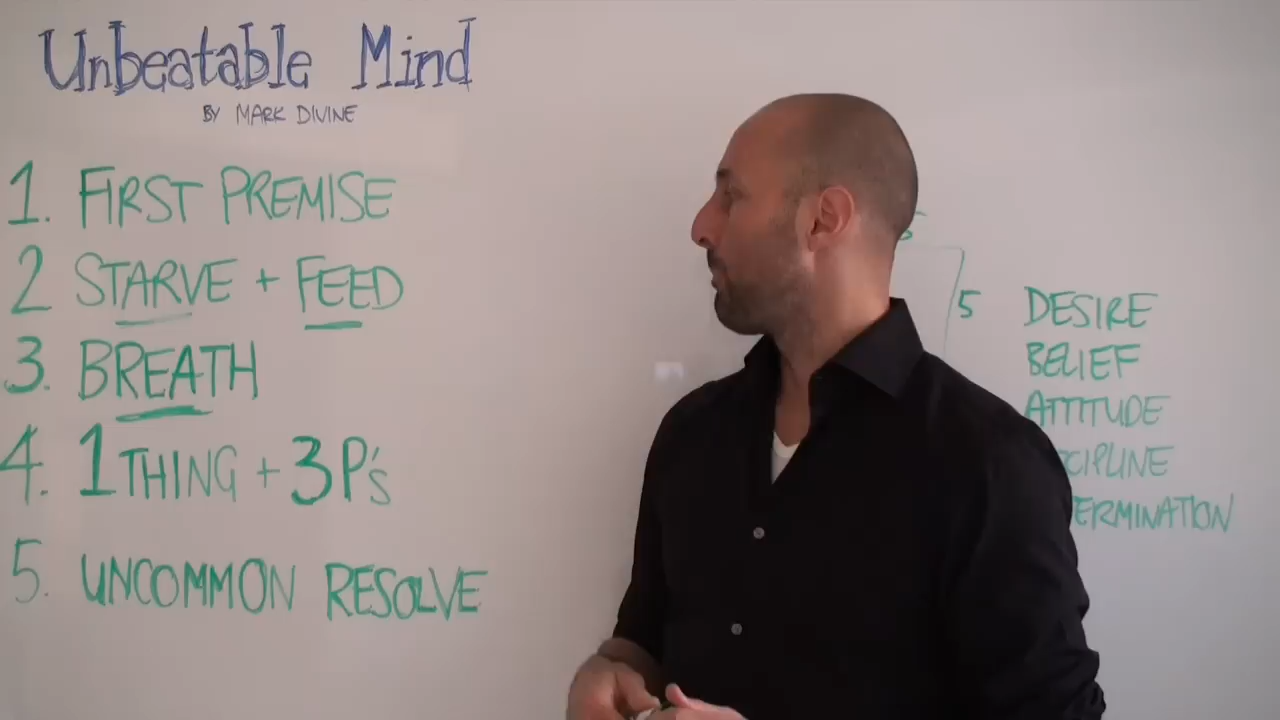 Unbeatable Mind
BY MARK DIVINE
1. FIRST PREMISE
2 STARVE + FEED
3. BREATH
4. 1 THING + 3 P's
5. UNCOMMON RESOLVE
5
DESIRE
BELIEF
ATTITUDE